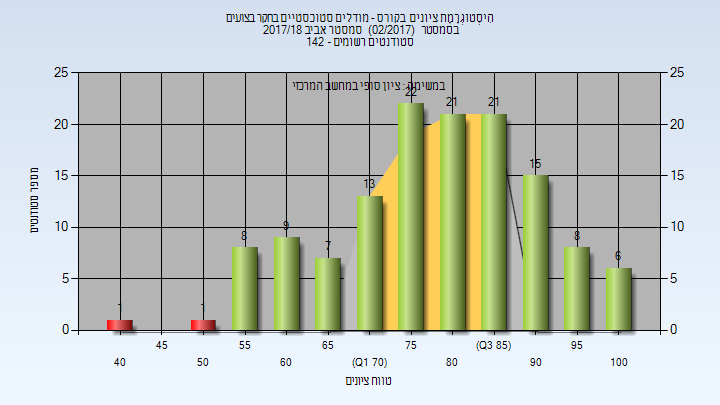 היסטוגרמת ציונים בקורס - מודלים סטוכסטיים בחקר בצועים
בסמסטר (02/2017) סמסטר אביב 2017/18
סטודנטים רשומים - 142
במשימה: ציון סופי במחשב המרכזי
מספר סטודנטים
25 25
20 20
15 15
10 10
5 5
0 0
1 1 8 9 7 13 22 21 21 15 8 6
45 55 65 75 (Q3 85) 95
40 50 60 (Q1 70) 80 90 100
טווח ציונים